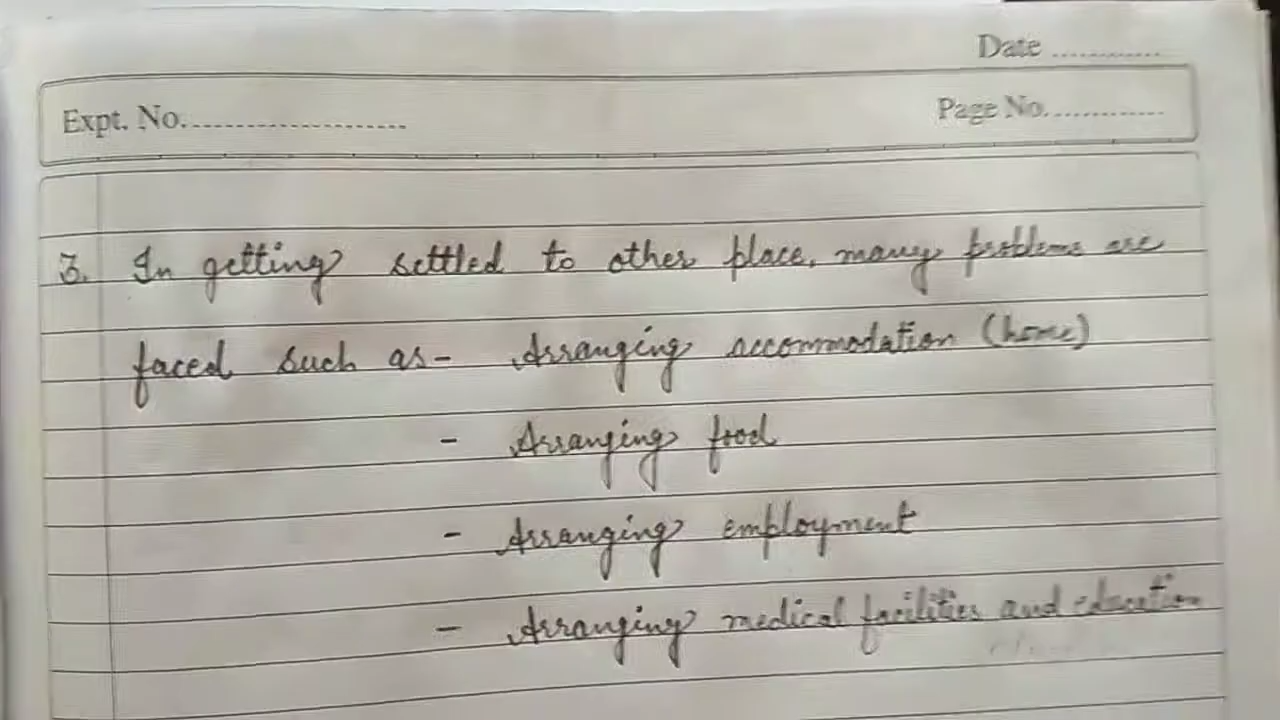 Date ............
Expt. No. ........................
Page No. .............
3. In getting settled to other place, many problems are
faced such as- Arranging accommodation (home)
- Arranging food
- Arranging employment
- Arranging medical facilities and education